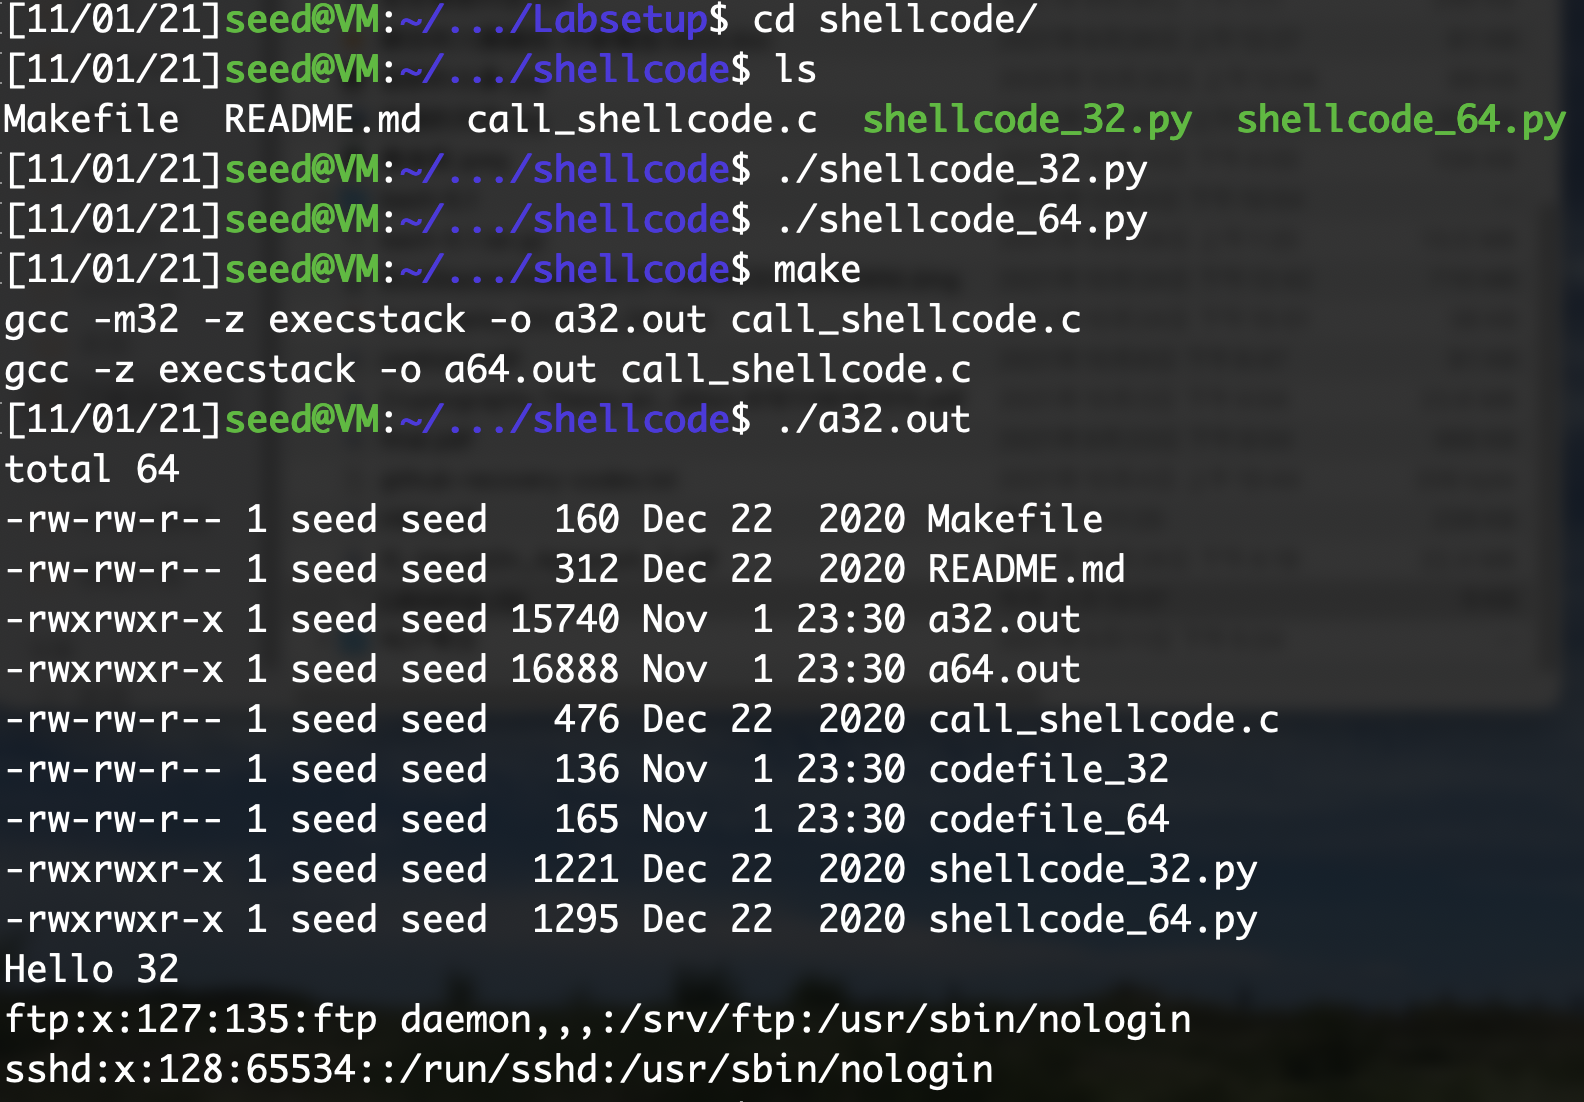 [11/01/21]seed@VM:~/.../Labsetup$ cd shellcode/
[11/01/21]seed@VM:~/.../shellcode$ ls
Makefile  README.md  call_shellcode.c  shellcode_32.py  shellcode_64.py
[11/01/21]seed@VM:~/.../shellcode$ ./shellcode_32.py
[11/01/21]seed@VM:~/.../shellcode$ ./shellcode_64.py
[11/01/21]seed@VM:~/.../shellcode$ make
gcc -m32 -z execstack -o a32.out call_shellcode.c
gcc -z execstack -o a64.out call_shellcode.c
[11/01/21]seed@VM:~/.../shellcode$ ./a32.out
total 64
-rw-rw-r-- 1 seed seed   160 Dec 22  2020 Makefile
-rw-rw-r-- 1 seed seed   312 Dec 22  2020 README.md
-rwxrwxr-x 1 seed seed 15740 Nov  1 23:30 a32.out
-rwxrwxr-x 1 seed seed 16888 Nov  1 23:30 a64.out
-rw-rw-r-- 1 seed seed   476 Dec 22  2020 call_shellcode.c
-rw-rw-r-- 1 seed seed   136 Nov  1 23:30 codefile_32
-rw-rw-r-- 1 seed seed   165 Nov  1 23:30 codefile_64
-rwxrwxr-x 1 seed seed  1221 Dec 22  2020 shellcode_32.py
-rwxrwxr-x 1 seed seed  1295 Dec 22  2020 shellcode_64.py
Hello 32
ftp:x:127:135:ftp daemon,,,:/srv/ftp:/usr/sbin/nologin
sshd:x:128:65534::/run/sshd:/usr/sbin/nologin